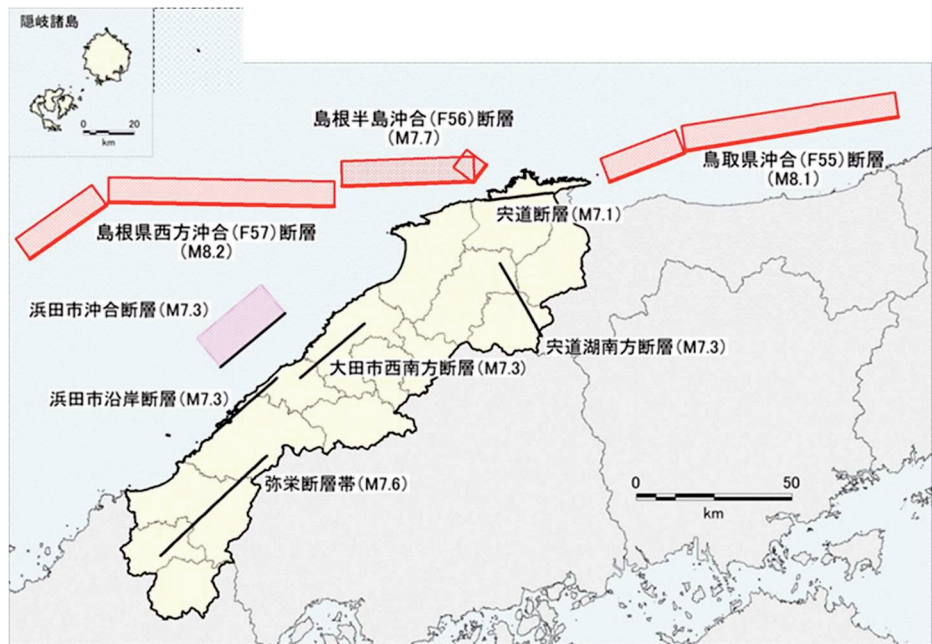 隠岐諸島
0 20
km
島根半島沖合(F56)断層
(M7.7)
鳥取県沖合(F55)断層
(M8.1)
宍道断層(M7.1)
島根県西方沖合(F57)断層
(M8.2)
浜田市沖合断層(M7.3)
宍道湖南方断層(M7.3)
大田市西南方断層(M7.3)
浜田市沿岸断層(M7.3)
弥栄断層帯(M7.6)
0 50
km